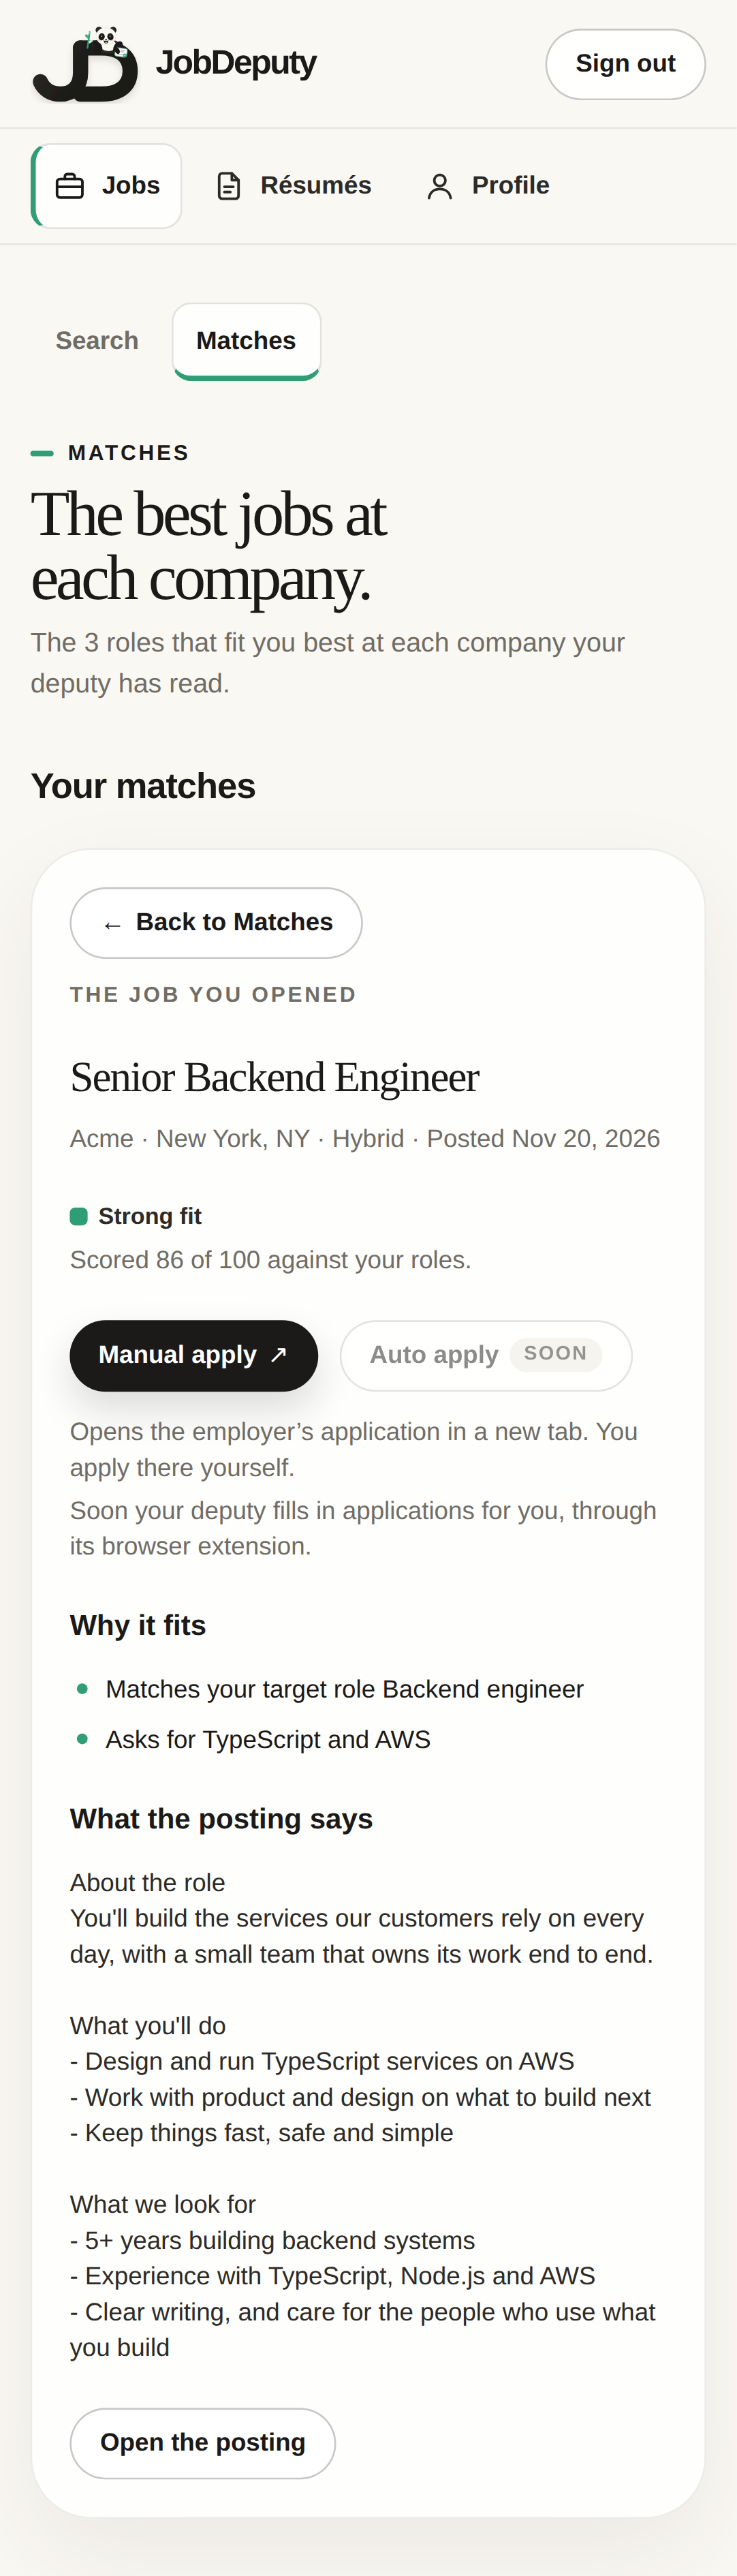 JD JobDeputy
Sign out
Jobs
Résumés
Profile
Search
Matches
MATCHES
The best jobs at
each company.
The 3 roles that fit you best at each company your
deputy has read.
Your matches
← Back to Matches
THE JOB YOU OPENED
Senior Backend Engineer
Acme · New York, NY · Hybrid · Posted Nov 20, 2026
Strong fit
Scored 86 of 100 against your roles.
Manual apply ↗
Auto apply SOON
Opens the employer’s application in a new tab. You
apply there yourself.
Soon your deputy fills in applications for you, through
its browser extension.
Why it fits
Matches your target role Backend engineer
Asks for TypeScript and AWS
What the posting says
About the role
You'll build the services our customers rely on every
day, with a small team that owns its work end to end.
What you'll do
- Design and run TypeScript services on AWS
- Work with product and design on what to build next
- Keep things fast, safe and simple
What we look for
- 5+ years building backend systems
- Experience with TypeScript, Node.js and AWS
- Clear writing, and care for the people who use what
you build
Open the posting